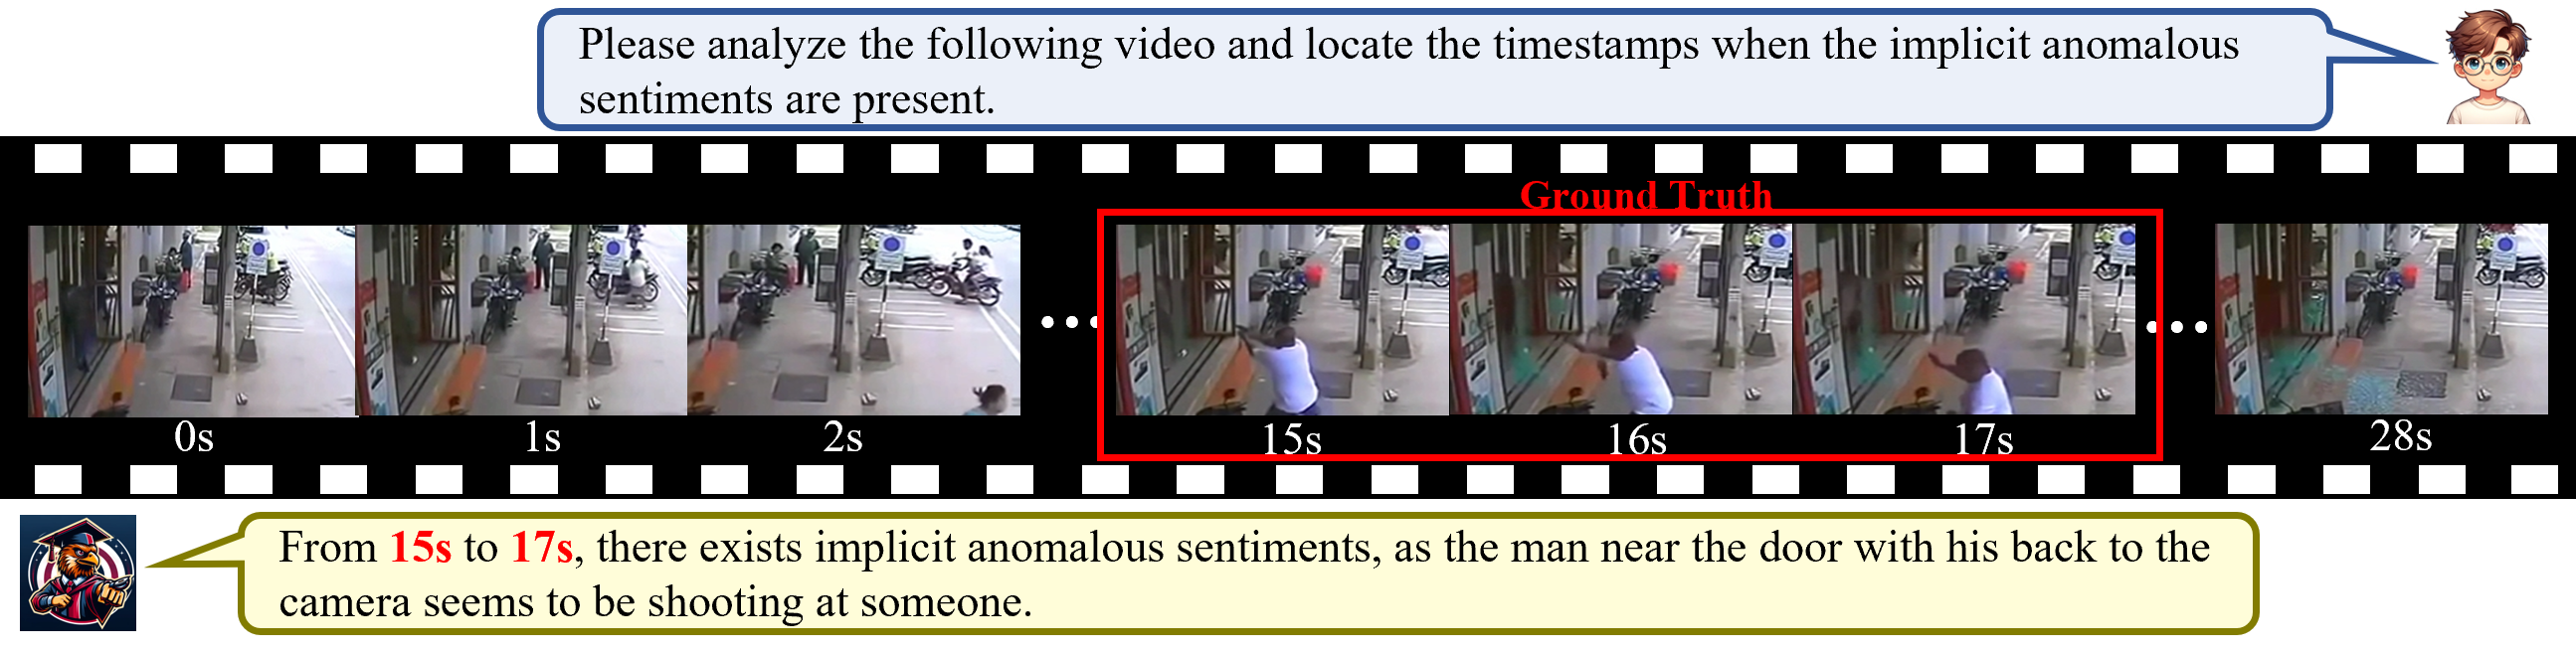 Please analyze the following video and locate the timestamps when the implicit anomalous
sentiments are present.
Ground Truth
0s 1s 2s 15s 16s 17s 28s
From 15s to 17s, there exists implicit anomalous sentiments, as the man near the door with his back to the
camera seems to be shooting at someone.